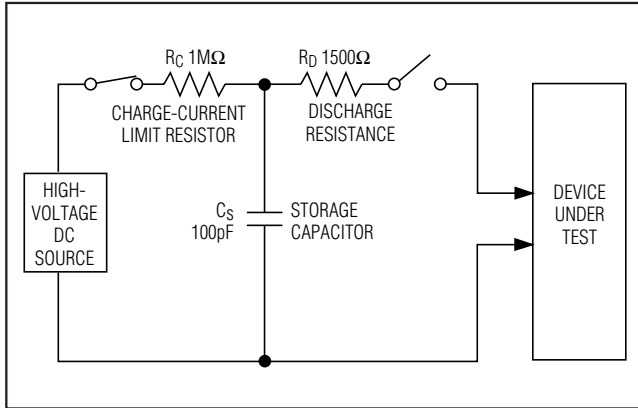 R_C 1MΩ
CHARGE-CURRENT
LIMIT RESISTOR
R_D 1500Ω
DISCHARGE
RESISTANCE
HIGH-
VOLTAGE
DC
SOURCE
C_S
100pF
STORAGE
CAPACITOR
DEVICE
UNDER
TEST